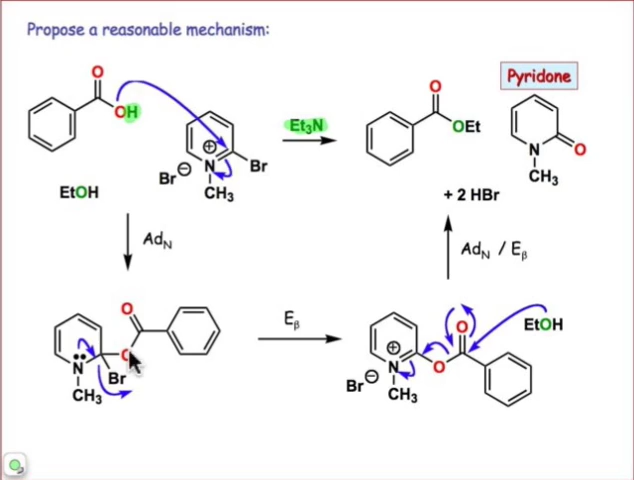 Propose a reasonable mechanism:
Pyridone
O
OH
Et₃N
O
OEt
Br⊖
⊕
N
Br
CH₃
N
O
CH₃
EtOH
+ 2 HBr
AdN
AdN / Eβ
O
O
Eβ
O
EtOH
N
Br
⊕
N
O
CH₃
Br⊖
CH₃